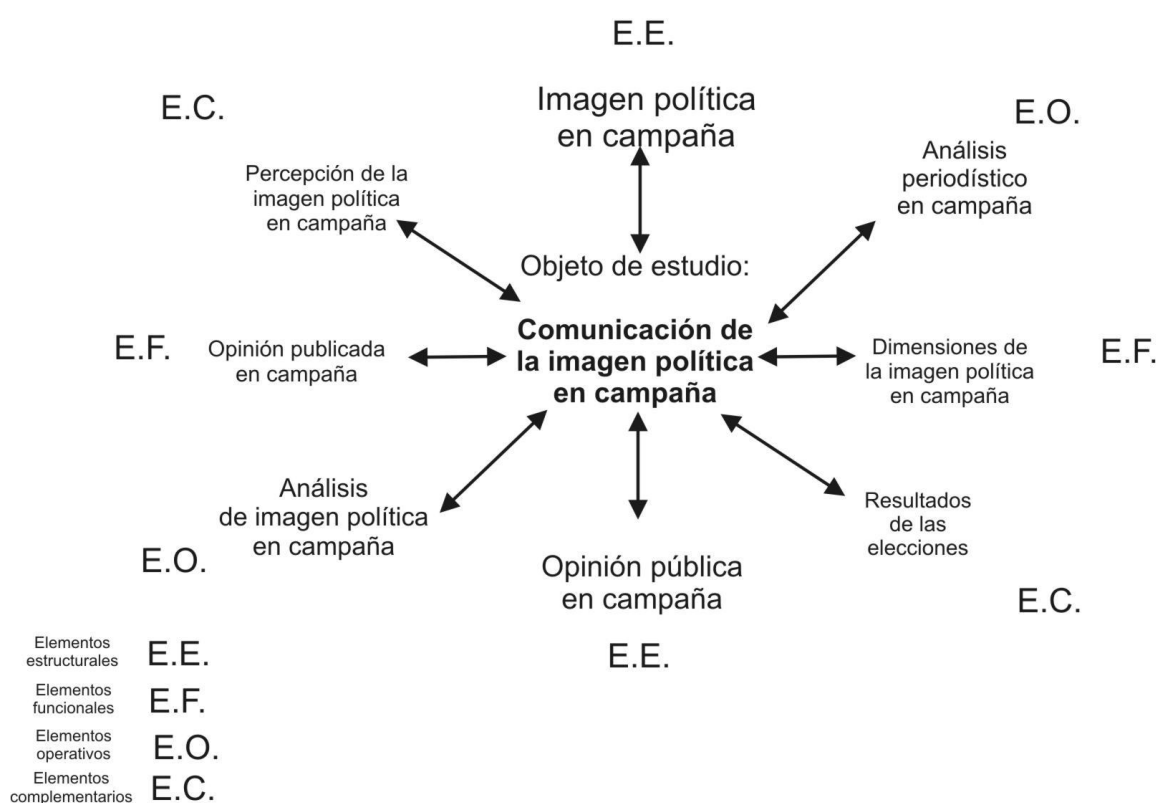 E.E.
Imagen política
en campaña
E.C.
Percepción de la
imagen política
en campaña
E.O.
Análisis
periodístico
en campaña
Objeto de estudio:
Comunicación de
la imagen política
en campaña
E.F.
Opinión publicada
en campaña
Dimensiones de
la imagen política
en campaña
E.F.
Análisis
de imagen política
en campaña
E.O.
Opinión pública
en campaña
E.E.
Resultados
de las
elecciones
E.C.
Elementos
estructurales
E.E.
Elementos
funcionales
E.F.
Elementos
operativos
E.O.
Elementos
complementarios
E.C.